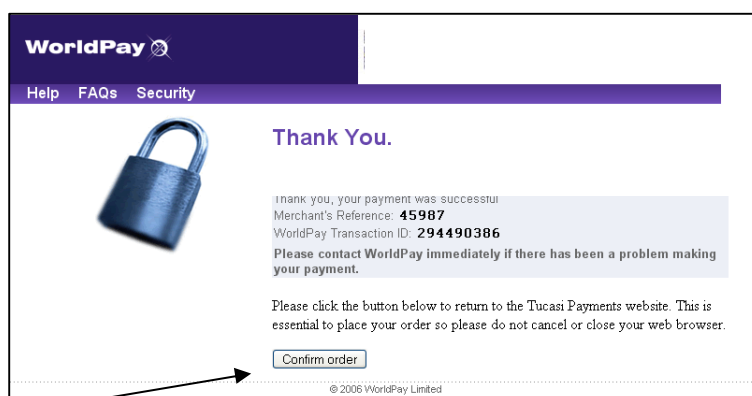 WorldPay
Help FAQs Security
Thank You.
Thank you, your payment was successful
Merchant's Reference: 45987
WorldPay Transaction ID: 294490386
Please contact WorldPay immediately if there has been a problem making
your payment.
Please click the button below to return to the Tucasi Payments website. This is
essential to place your order so please do not cancel or close your web browser.
Confirm order
© 2006 WorldPay Limited